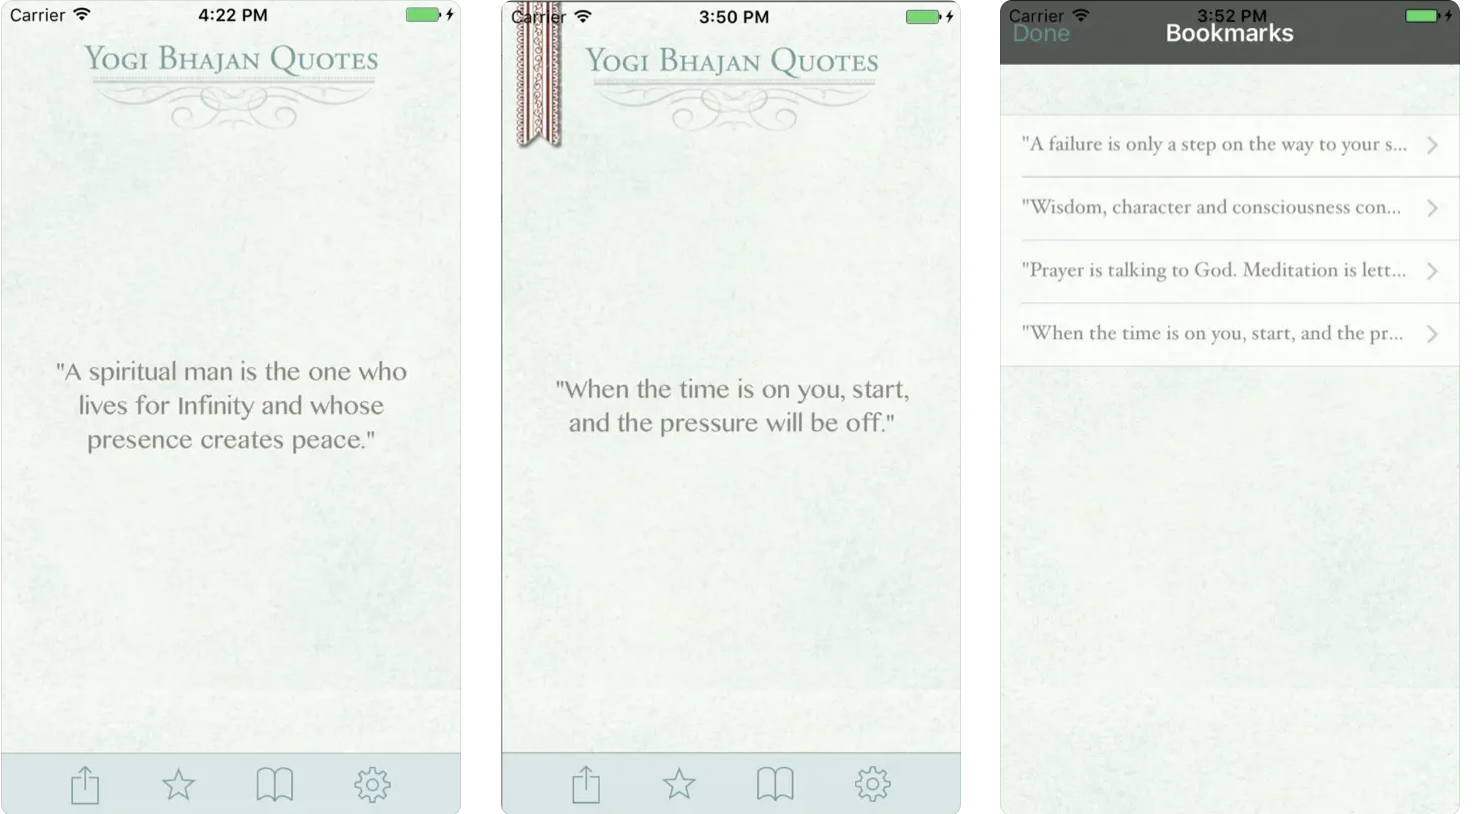 Carrier 4:22 PM
Yogi Bhajan Quotes
"A spiritual man is the one who
lives for Infinity and whose
presence creates peace."
Carrier 3:50 PM
Yogi Bhajan Quotes
"When the time is on you, start,
and the pressure will be off."
Carrier 3:52 PM
Done Bookmarks
"A failure is only a step on the way to your s...
"Wisdom, character and consciousness con...
"Prayer is talking to God. Meditation is lett...
"When the time is on you, start, and the pr...